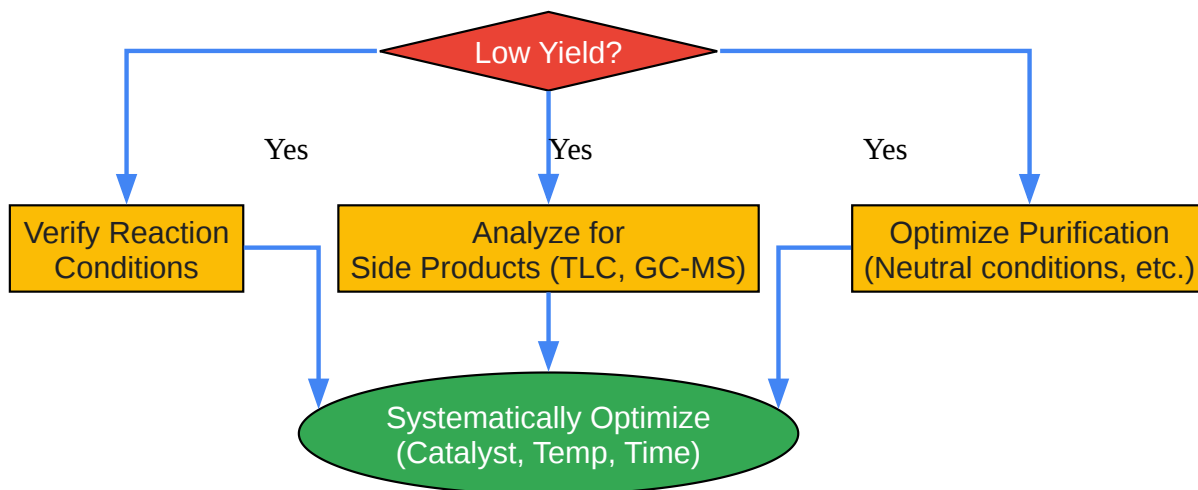 Low Yield?
Yes
Yes
Yes
Verify Reaction
Conditions
Analyze for
Side Products (TLC, GC-MS)
Optimize Purification
(Neutral conditions, etc.)
Systematically Optimize
(Catalyst, Temp, Time)